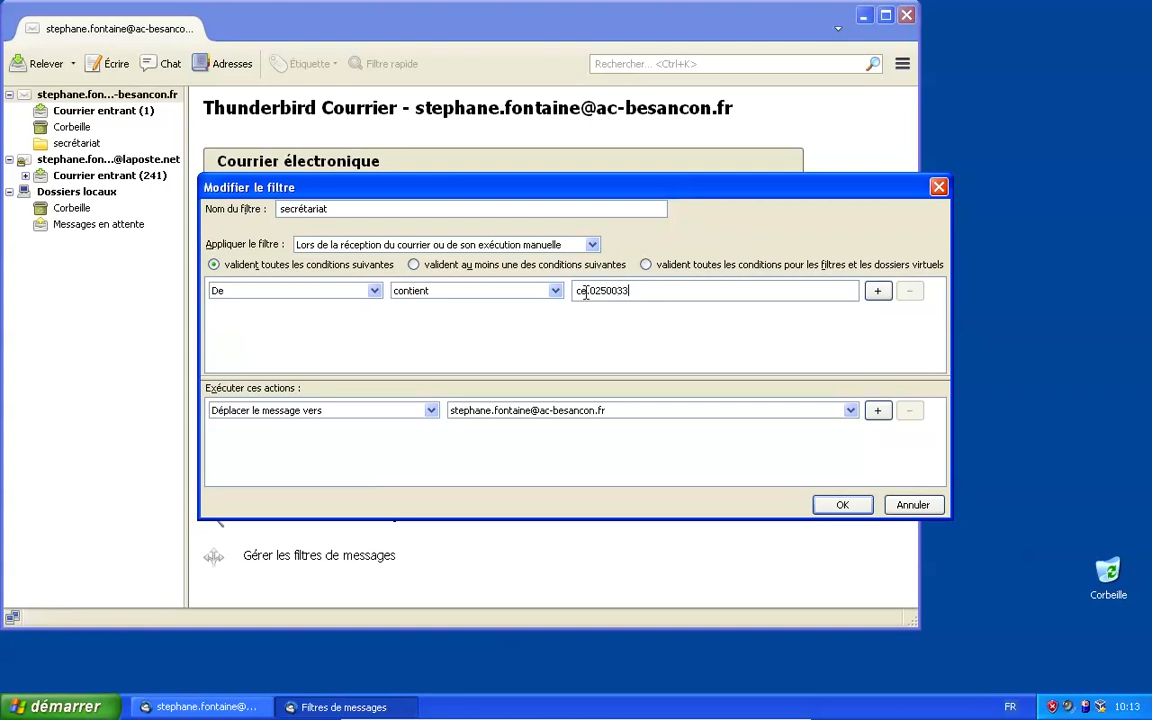 stephane.fontaine@ac-besanco...
Relever
Écrire
Chat
Adresses
Étiquette
Filtre rapide
Rechercher... <Ctrl+K>
stephane.fon...-besancon.fr
Courrier entrant (1)
Corbeille
secrétariat
stephane.fon...@laposte.net
Courrier entrant (241)
Dossiers locaux
Corbeille
Messages en attente
Thunderbird Courrier - stephane.fontaine@ac-besancon.fr
Courrier électronique
Modifier le filtre
Nom du filtre : secrétariat
Appliquer le filtre : Lors de la réception du courrier ou de son exécution manuelle
valident toutes les conditions suivantes
valident au moins une des conditions suivantes
valident toutes les conditions pour les filtres et les dossiers virtuels
De
contient
ce.0250033
+
-
Exécuter ces actions :
Déplacer le message vers
stephane.fontaine@ac-besancon.fr
+
-
OK
Annuler
Gérer les filtres de messages
Corbeille
démarrer
stephane.fontaine@...
Filtres de messages
FR
10:13